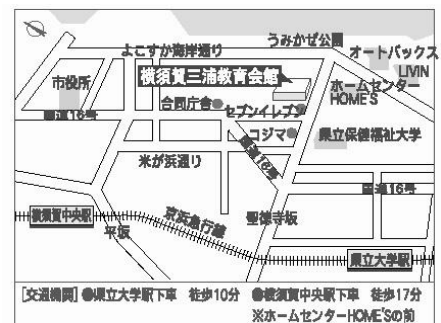 うみかぜ公園
よこすか海岸通り
オートバックス
LIVIN
市役所
横須賀三浦教育会館
ホームセンター
HOME'S
合同庁舎
セブンイレブン
国道16号
コジマ
県立保健福祉大学
米が浜通り
国道16号
国道16号
横須賀中央駅
平坂
京浜急行線
聖徳寺坂
県立大学駅
[交通機関] ●県立大学駅下車 徒歩10分 ●横須賀中央駅下車 徒歩17分
※ホームセンターHOME'Sの前